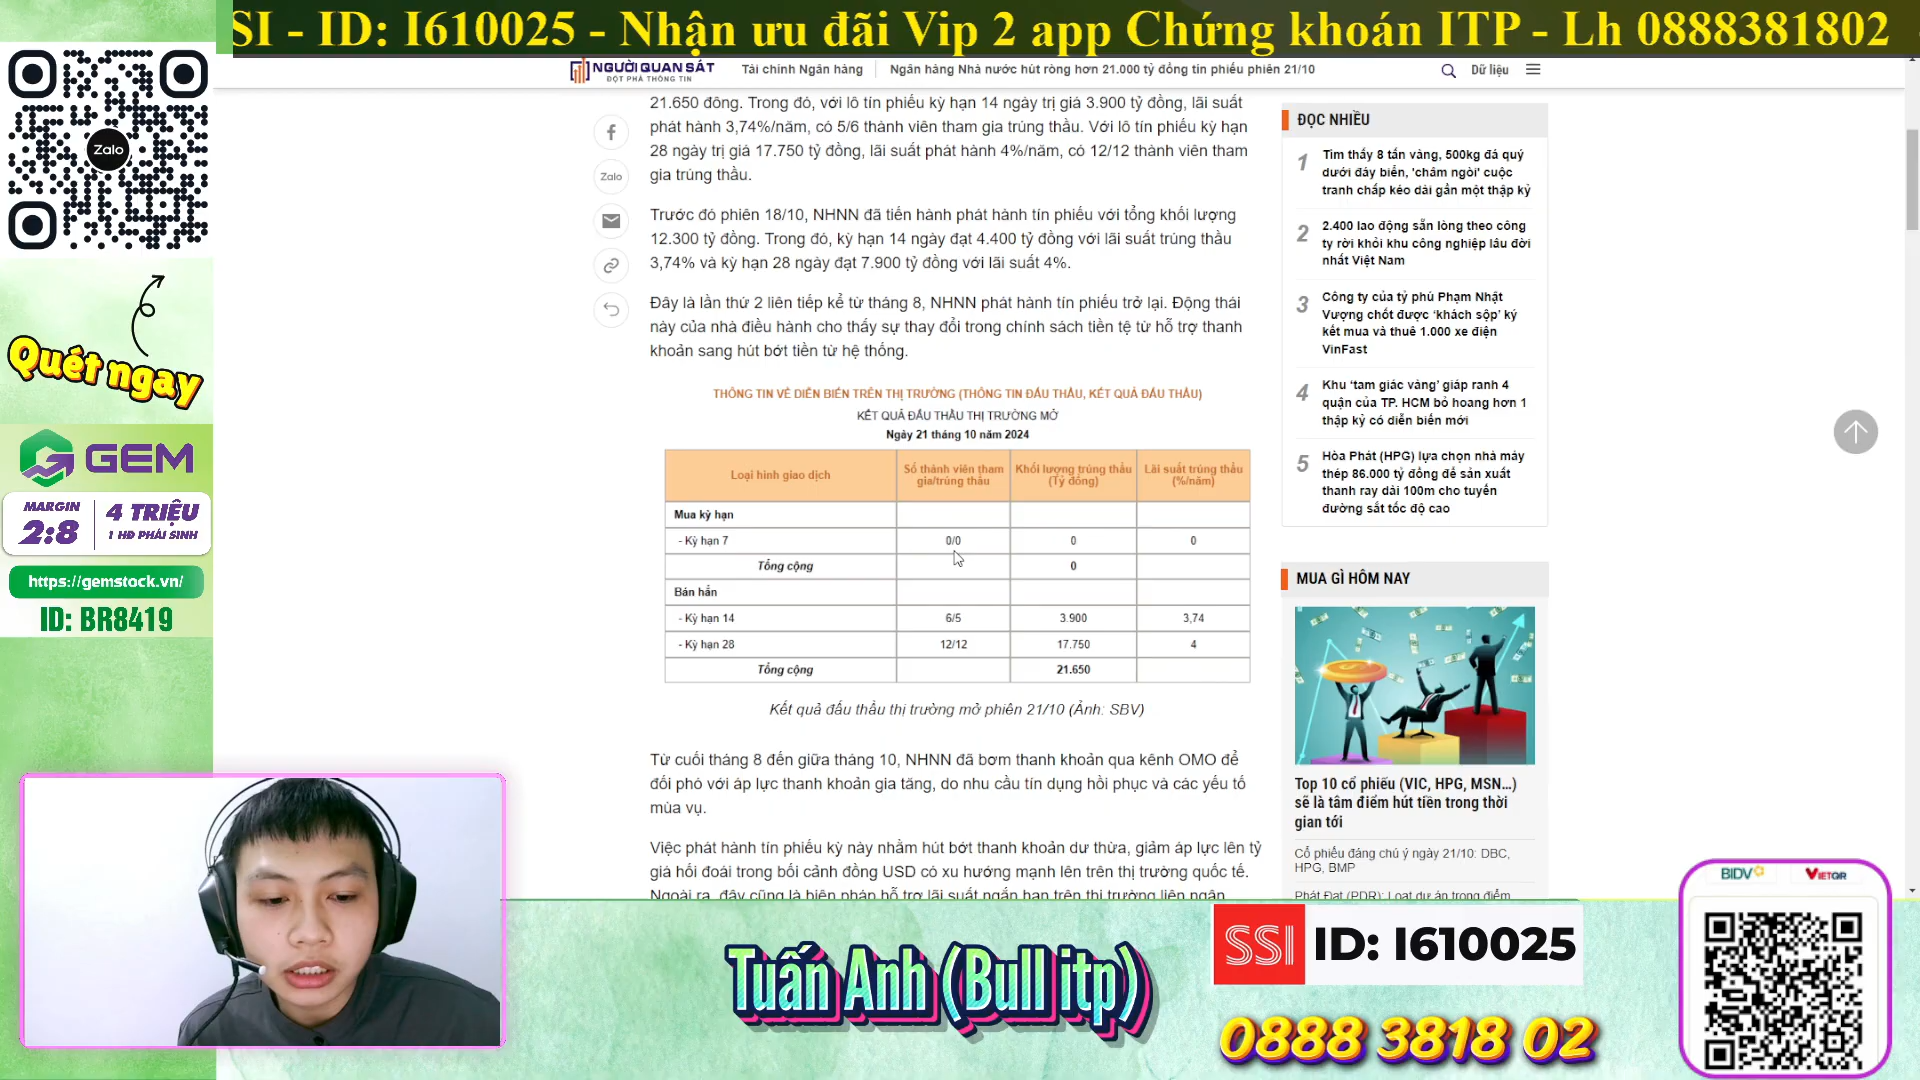 SI - ID: I610025 - Nhận ưu đãi Vip 2 app Chứng khoán ITP - Lh 0888381802
NGƯỜI QUAN SÁT
ĐỘT PHÁ THÔNG TIN
Tài chính Ngân hàng
Ngân hàng Nhà nước hút ròng hơn 21.000 tỷ đồng tín phiếu phiên 21/10
Dữ liệu
Zalo
Quét ngay
GEM
MARGIN
2:8
4 TRIỆU
1 HĐ PHÁI SINH
https://gemstock.vn/
ID: BR8419
Zalo
21.650 đồng. Trong đó, với lô tín phiếu kỳ hạn 14 ngày trị giá 3.900 tỷ đồng, lãi suất
phát hành 3,74%/năm, có 5/6 thành viên tham gia trúng thầu. Với lô tín phiếu kỳ hạn
28 ngày trị giá 17.750 tỷ đồng, lãi suất phát hành 4%/năm, có 12/12 thành viên tham
gia trúng thầu.
Trước đó phiên 18/10, NHNN đã tiến hành phát hành tín phiếu với tổng khối lượng
12.300 tỷ đồng. Trong đó, kỳ hạn 14 ngày đạt 4.400 tỷ đồng với lãi suất trúng thầu
3,74% và kỳ hạn 28 ngày đạt 7.900 tỷ đồng với lãi suất 4%.
Đây là lần thứ 2 liên tiếp kể từ tháng 8, NHNN phát hành tín phiếu trở lại. Động thái
này của nhà điều hành cho thấy sự thay đổi trong chính sách tiền tệ từ hỗ trợ thanh
khoản sang hút bớt tiền từ hệ thống.
THÔNG TIN VỀ DIỄN BIẾN TRÊN THỊ TRƯỜNG (THÔNG TIN ĐẤU THẦU, KẾT QUẢ ĐẤU THẦU)
KẾT QUẢ ĐẤU THẦU THỊ TRƯỜNG MỞ
Ngày 21 tháng 10 năm 2024
Loại hình giao dịch
Số thành viên tham gia/trúng thầu
Khối lượng trúng thầu (Tỷ đồng)
Lãi suất trúng thầu (%/năm)
Mua kỳ hạn
- Kỳ hạn 7 0/0 0 0
Tổng cộng 0
Bán hẳn
- Kỳ hạn 14 6/5 3.900 3,74
- Kỳ hạn 28 12/12 17.750 4
Tổng cộng 21.650
Kết quả đấu thầu thị trường mở phiên 21/10 (Ảnh: SBV)
Từ cuối tháng 8 đến giữa tháng 10, NHNN đã bơm thanh khoản qua kênh OMO để
đối phó với áp lực thanh khoản gia tăng, do nhu cầu tín dụng hồi phục và các yếu tố
mùa vụ.
Việc phát hành tín phiếu kỳ này nhằm hút bớt thanh khoản dư thừa, giảm áp lực lên tỷ
giá hối đoái trong bối cảnh đồng USD có xu hướng mạnh lên trên thị trường quốc tế.
Ngoài ra, đây cũng là biện pháp hỗ trợ lãi suất ngắn hạn trên thị trường liên ngân
ĐỌC NHIỀU
1
Tìm thấy 8 tấn vàng, 500kg đá quý
dưới đáy biển, 'châm ngòi' cuộc
tranh chấp kéo dài gần một thập kỷ
2
2.400 lao động sẵn lòng theo công
ty rời khỏi khu công nghiệp lâu đời
nhất Việt Nam
3
Công ty của tỷ phú Phạm Nhật
Vượng chốt được ‘khách sộp’ ký
kết mua và thuê 1.000 xe điện
VinFast
4
Khu ‘tam giác vàng’ giáp ranh 4
quận của TP. HCM bỏ hoang hơn 1
thập kỷ có diễn biến mới
5
Hòa Phát (HPG) lựa chọn nhà máy
thép 86.000 tỷ đồng để sản xuất
thanh ray dài 100m cho tuyến
đường sắt tốc độ cao
MUA GÌ HÔM NAY
Top 10 cổ phiếu (VIC, HPG, MSN…)
sẽ là tâm điểm hút tiền trong thời
gian tới
Cổ phiếu đáng chú ý ngày 21/10: DBC,
HPG, BMP
Phát Đạt (PDR): Loạt dự án trọng điểm
Tuấn Anh (Bull itp)
SSI ID: I610025
0888 3818 02
BIDV
VIETQR